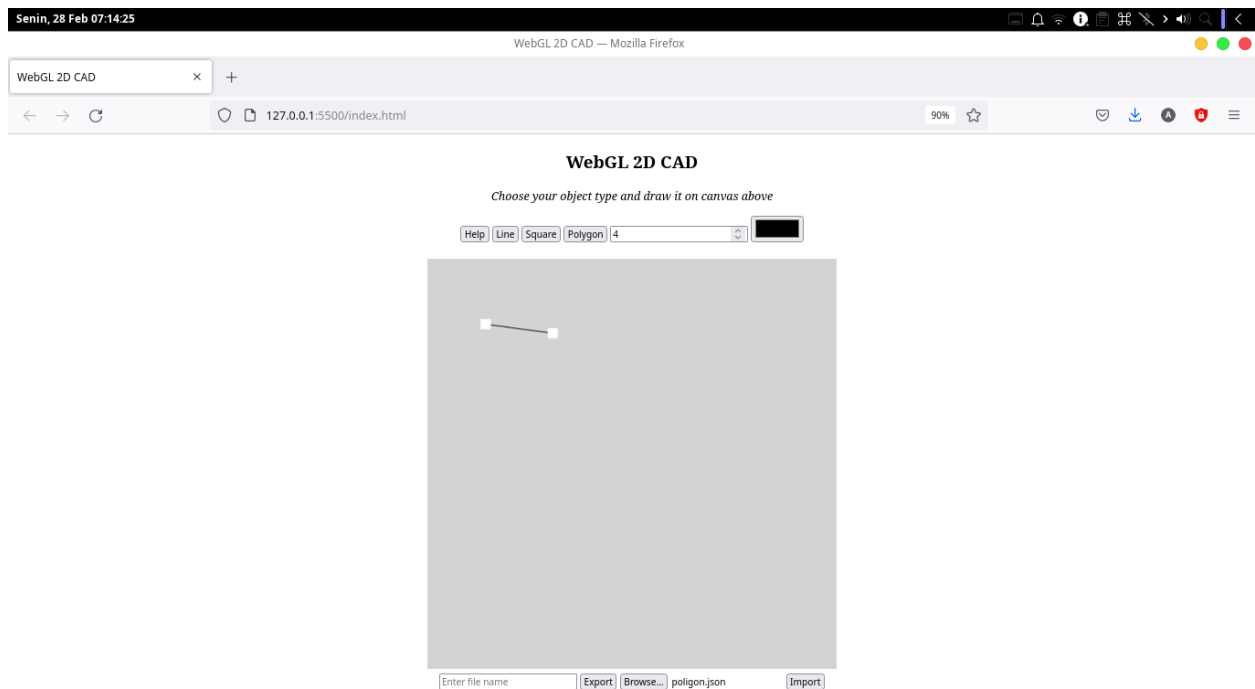 Senin, 28 Feb 07:14:25
WebGL 2D CAD — Mozilla Firefox
WebGL 2D CAD
127.0.0.1:5500/index.html 90%
WebGL 2D CAD
Choose your object type and draw it on canvas above
Help Line Square Polygon 4
Enter file name Export Browse... poligon.json Import